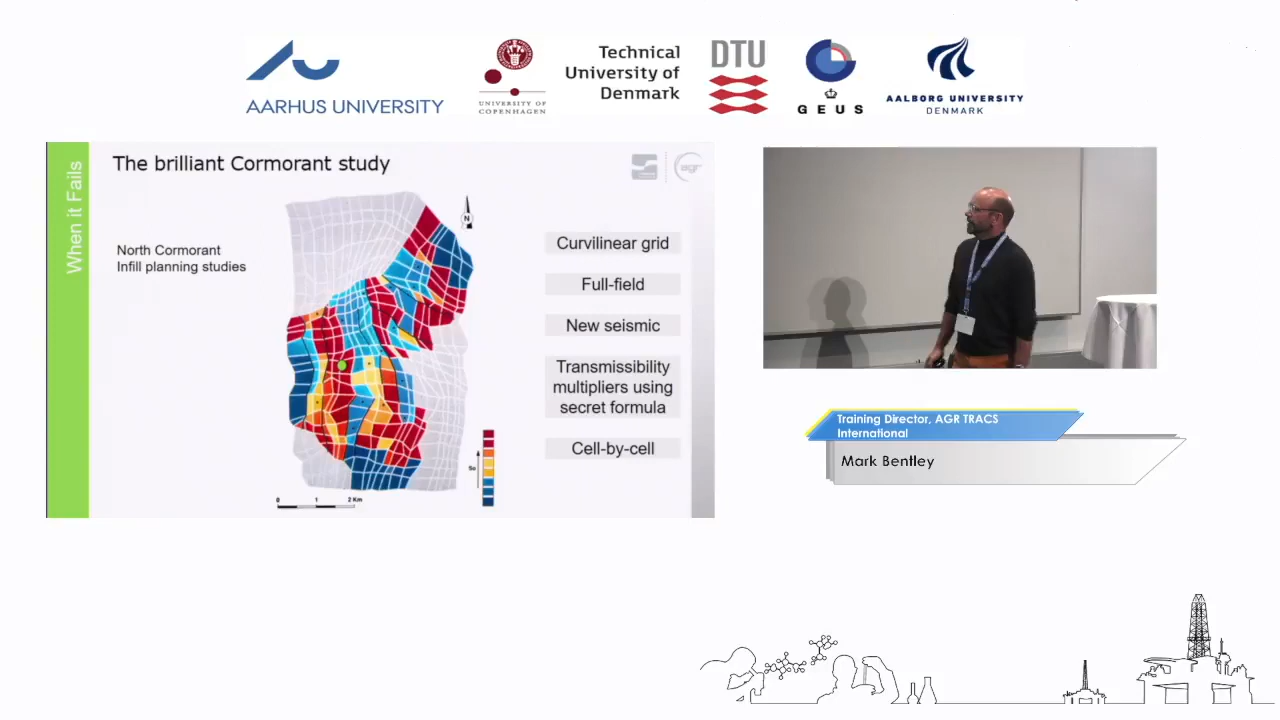 AARHUS UNIVERSITY
UNIVERSITY OF
COPENHAGEN
Technical
University of
Denmark
DTU
GEUS
AALBORG UNIVERSITY
DENMARK
When it Fails
The brilliant Cormorant study
agr
North Cormorant
Infill planning studies
N
Curvilinear grid
Full-field
New seismic
Transmissibility
multipliers using
secret formula
Cell-by-cell
So
0 1 2 Km
Training Director, AGR TRACS
International
Mark Bentley